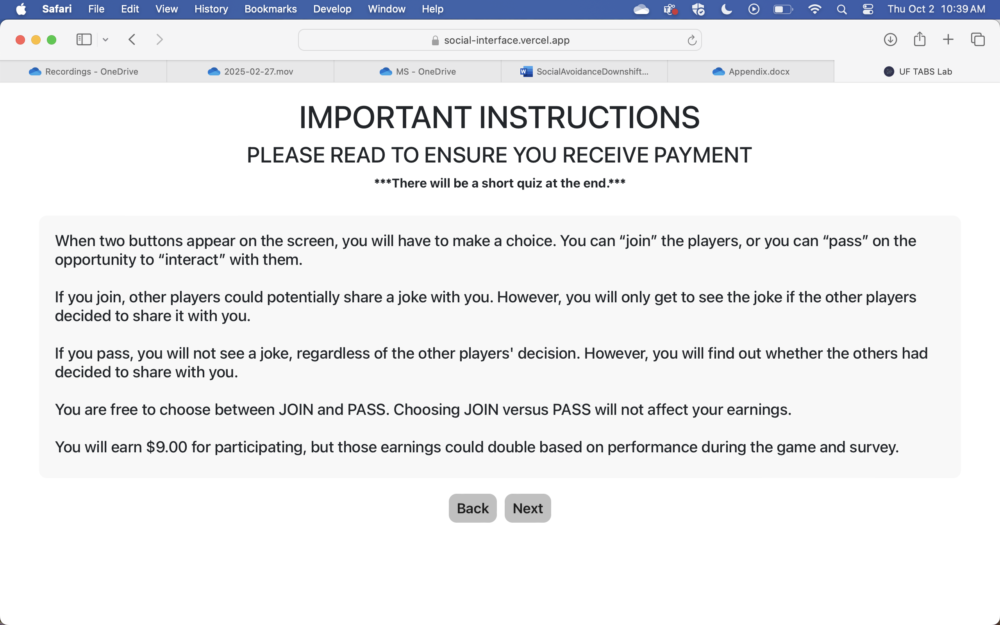 Safari File Edit View History Bookmarks Develop Window Help Thu Oct 2 10:39 AM
social-interface.vercel.app
Recordings - OneDrive 2025-02-27.mov MS - OneDrive SocialAvoidanceDownshift... Appendix.docx UF TABS Lab
IMPORTANT INSTRUCTIONS
PLEASE READ TO ENSURE YOU RECEIVE PAYMENT
***There will be a short quiz at the end.***
When two buttons appear on the screen, you will have to make a choice. You can “join” the players, or you can “pass” on the
opportunity to “interact” with them.
If you join, other players could potentially share a joke with you. However, you will only get to see the joke if the other players
decided to share it with you.
If you pass, you will not see a joke, regardless of the other players' decision. However, you will find out whether the others had
decided to share with you.
You are free to choose between JOIN and PASS. Choosing JOIN versus PASS will not affect your earnings.
You will earn $9.00 for participating, but those earnings could double based on performance during the game and survey.
Back Next